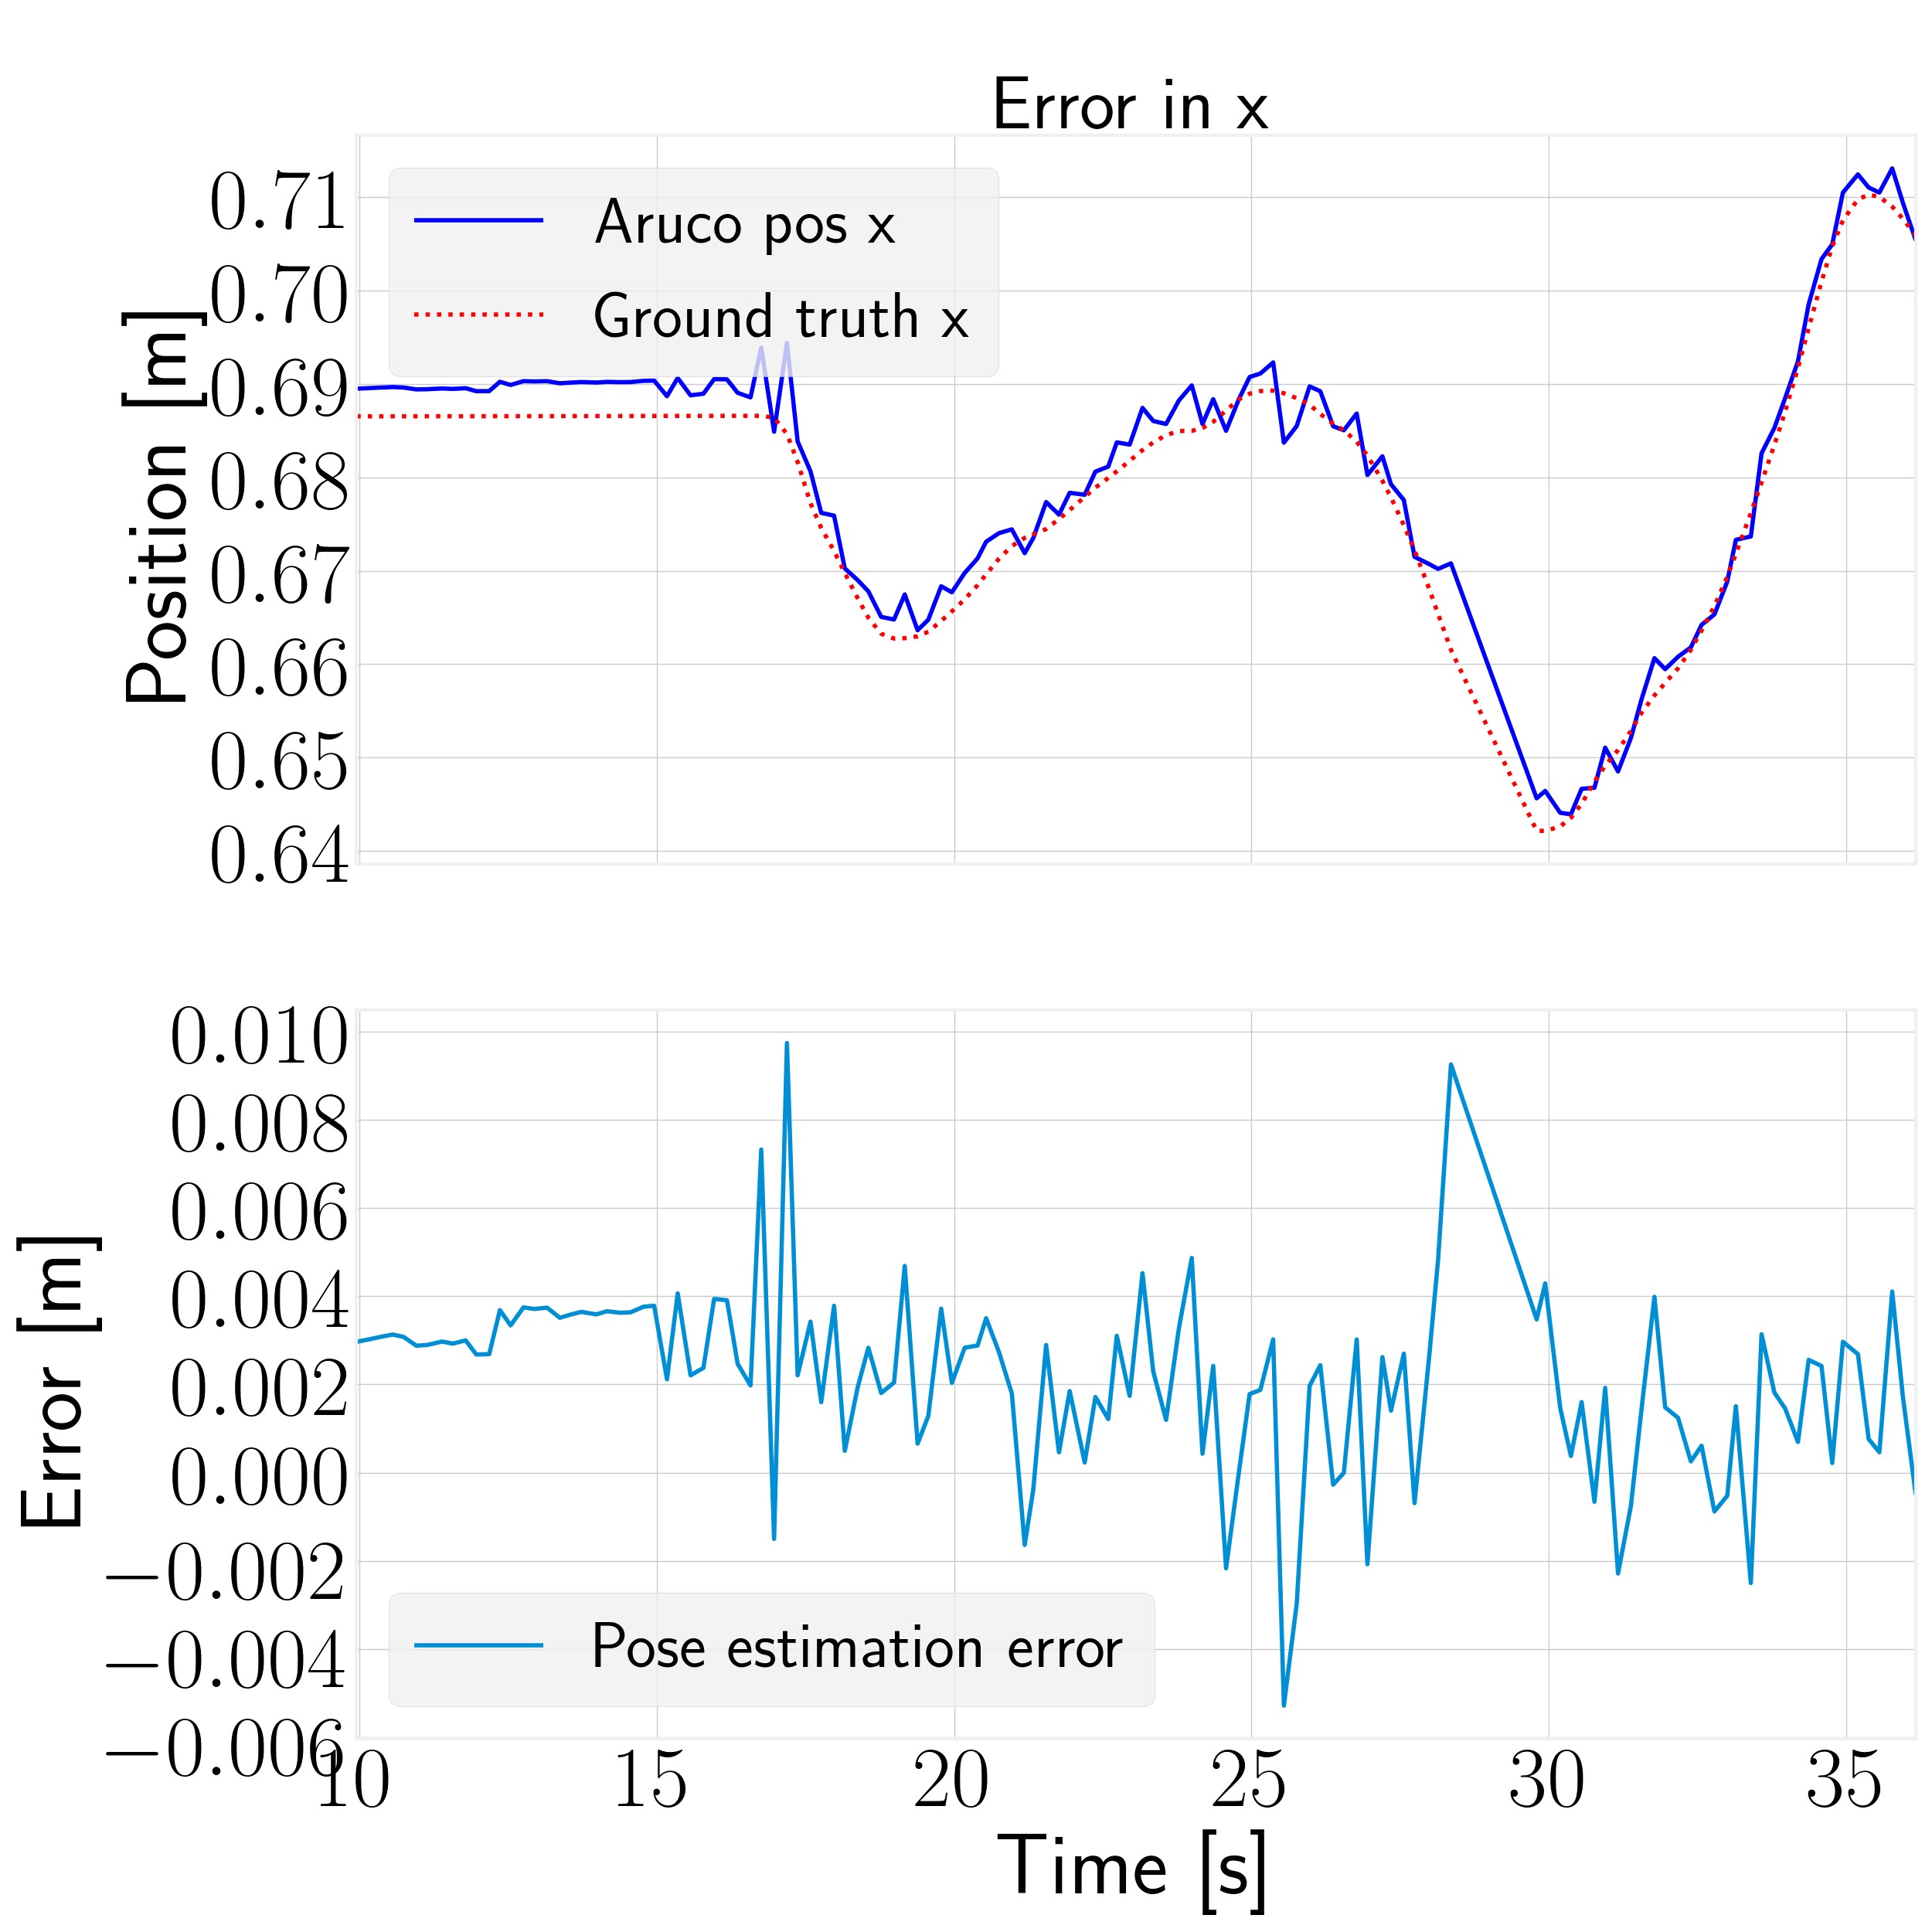 Error in x
Position [m]
0.71
0.70
0.69
0.68
0.67
0.66
0.65
0.64
Aruco pos x
Ground truth x
Error [m]
0.010
0.008
0.006
0.004
0.002
0.000
−0.002
−0.004
−0.006
Pose estimation error
10 15 20 25 30 35
Time [s]